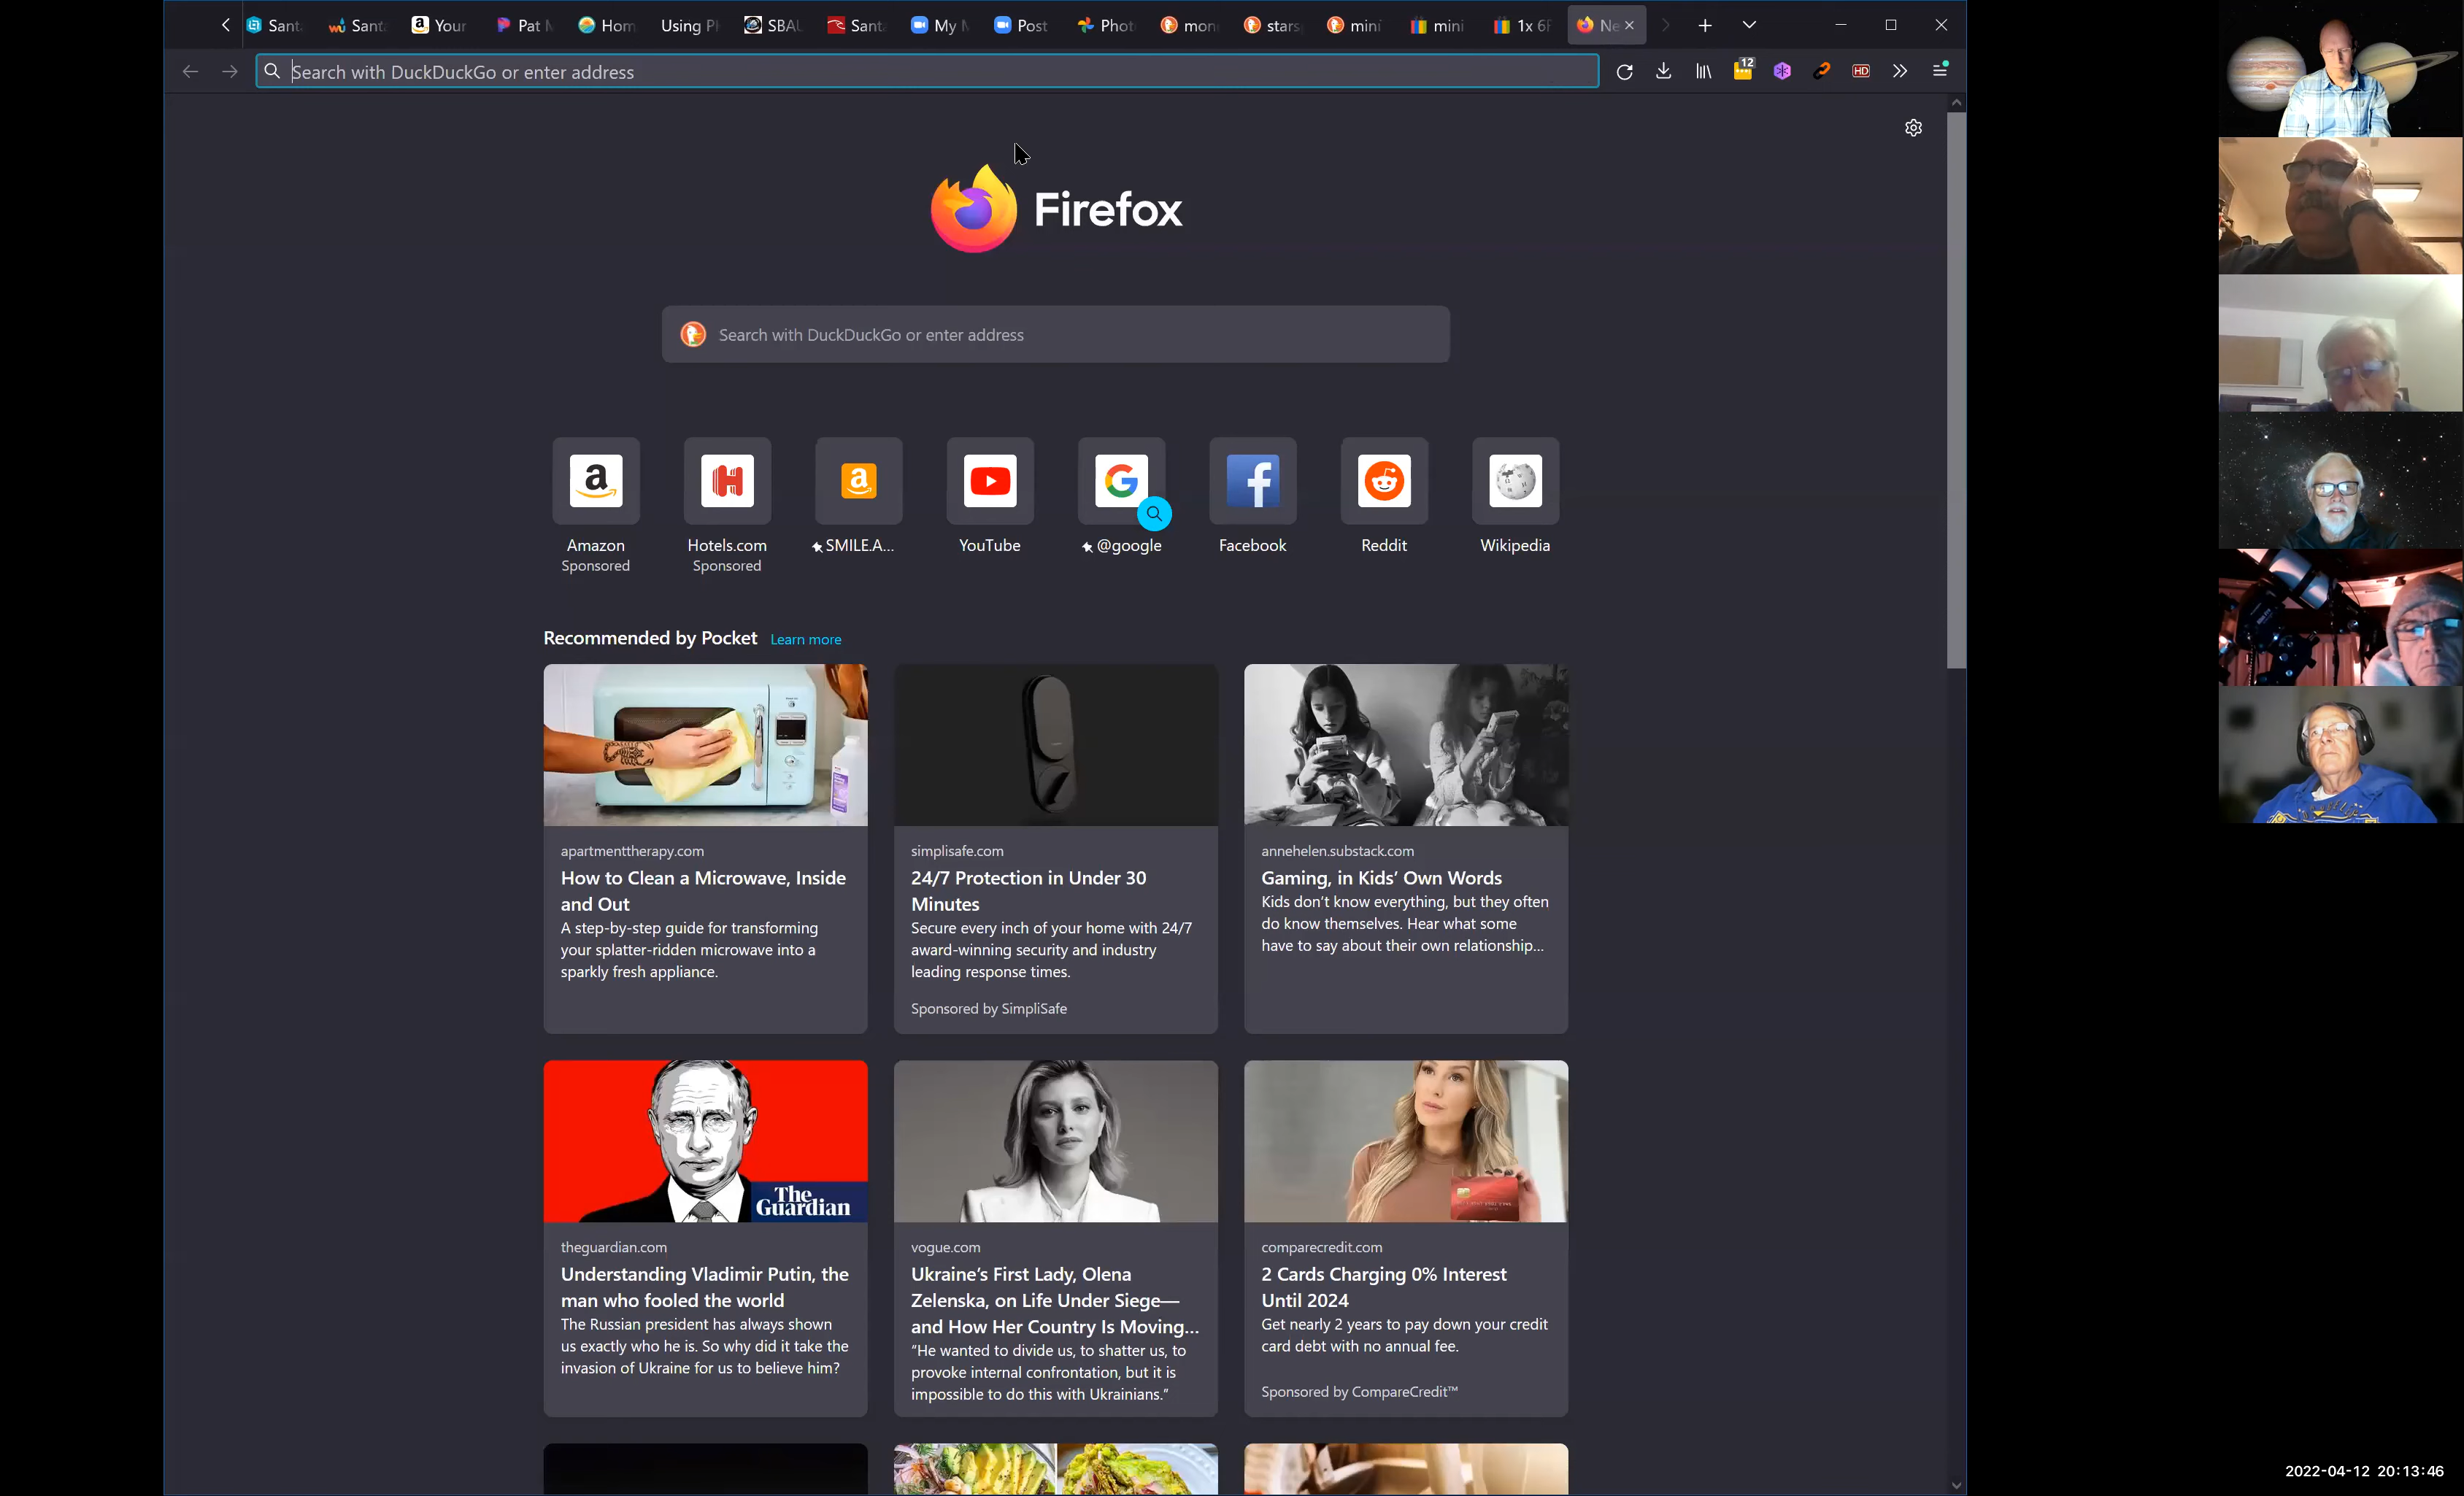 Sant
Sant
Your
Pat
Hom
Using P
SBAU
Sant
My
Post
Phot
mon
stars
mini
mini
1x 6F
Ne
Search with DuckDuckGo or enter address
12
HD
Firefox
Search with DuckDuckGo or enter address
Amazon
Sponsored
Hotels.com
Sponsored
SMILE.A...
YouTube
@google
Facebook
Reddit
Wikipedia
Recommended by Pocket Learn more
apartmenttherapy.com
How to Clean a Microwave, Inside
and Out
A step-by-step guide for transforming
your splatter-ridden microwave into a
sparkly fresh appliance.
simplisafe.com
24/7 Protection in Under 30
Minutes
Secure every inch of your home with 24/7
award-winning security and industry
leading response times.
Sponsored by SimpliSafe
annehelen.substack.com
Gaming, in Kids’ Own Words
Kids don’t know everything, but they often
do know themselves. Hear what some
have to say about their own relationship...
The
Guardian
theguardian.com
Understanding Vladimir Putin, the
man who fooled the world
The Russian president has always shown
us exactly who he is. So why did it take the
invasion of Ukraine for us to believe him?
vogue.com
Ukraine’s First Lady, Olena
Zelenska, on Life Under Siege—
and How Her Country Is Moving...
“He wanted to divide us, to shatter us, to
provoke internal confrontation, but it is
impossible to do this with Ukrainians.”
comparecredit.com
2 Cards Charging 0% Interest
Until 2024
Get nearly 2 years to pay down your credit
card debt with no annual fee.
Sponsored by CompareCredit™
2022-04-12 20:13:46